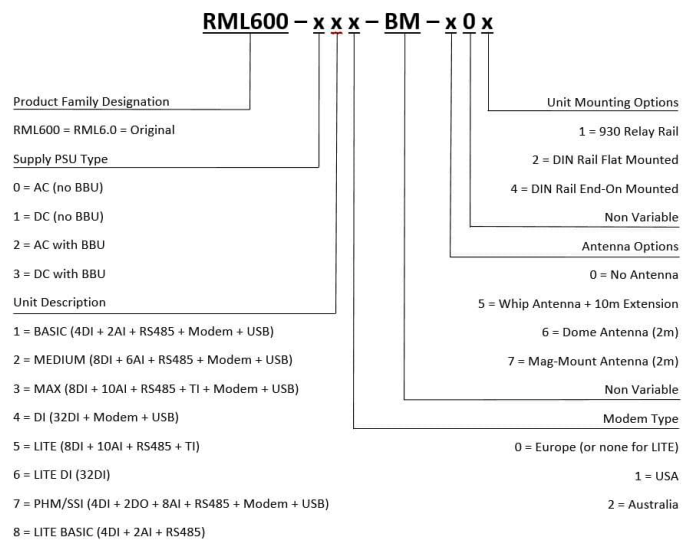 RML600 – x x x – BM – x 0 x
Product Family Designation
RML600 = RML6.0 = Original
Supply PSU Type
0 = AC (no BBU)
1 = DC (no BBU)
2 = AC with BBU
3 = DC with BBU
Unit Description
1 = BASIC (4DI + 2AI + RS485 + Modem + USB)
2 = MEDIUM (8DI + 6AI + RS485 + Modem + USB)
3 = MAX (8DI + 10AI + RS485 + TI + Modem + USB)
4 = DI (32DI + Modem + USB)
5 = LITE (8DI + 10AI + RS485 + TI)
6 = LITE DI (32DI)
7 = PHM/SSI (4DI + 2DO + 8AI + RS485 + Modem + USB)
8 = LITE BASIC (4DI + 2AI + RS485)
Unit Mounting Options
1 = 930 Relay Rail
2 = DIN Rail Flat Mounted
4 = DIN Rail End-On Mounted
Non Variable
Antenna Options
0 = No Antenna
5 = Whip Antenna + 10m Extension
6 = Dome Antenna (2m)
7 = Mag-Mount Antenna (2m)
Non Variable
Modem Type
0 = Europe (or none for LITE)
1 = USA
2 = Australia